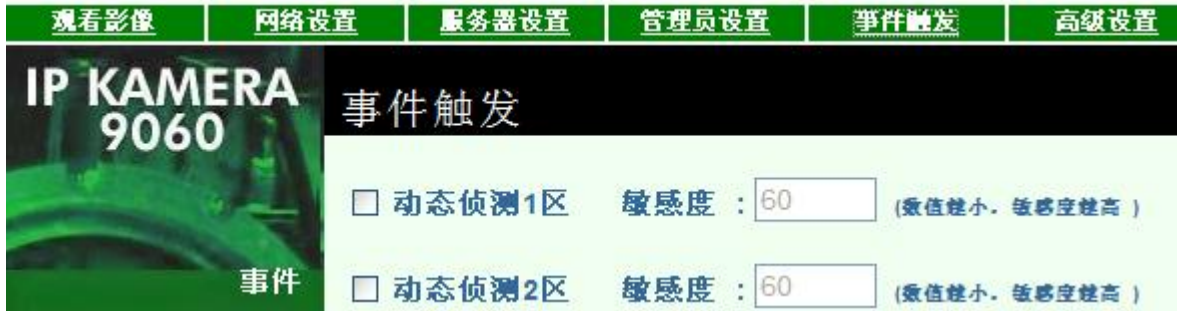 观看影像 网络设置 服务器设置 管理员设置 事件触发 高级设置
IP KAMERA
9060
事件触发
动态侦测1区 敏感度 : 60 (数值越小. 敏感度越高 )
动态侦测2区 敏感度 : 60 (数值越小. 敏感度越高 )
事件